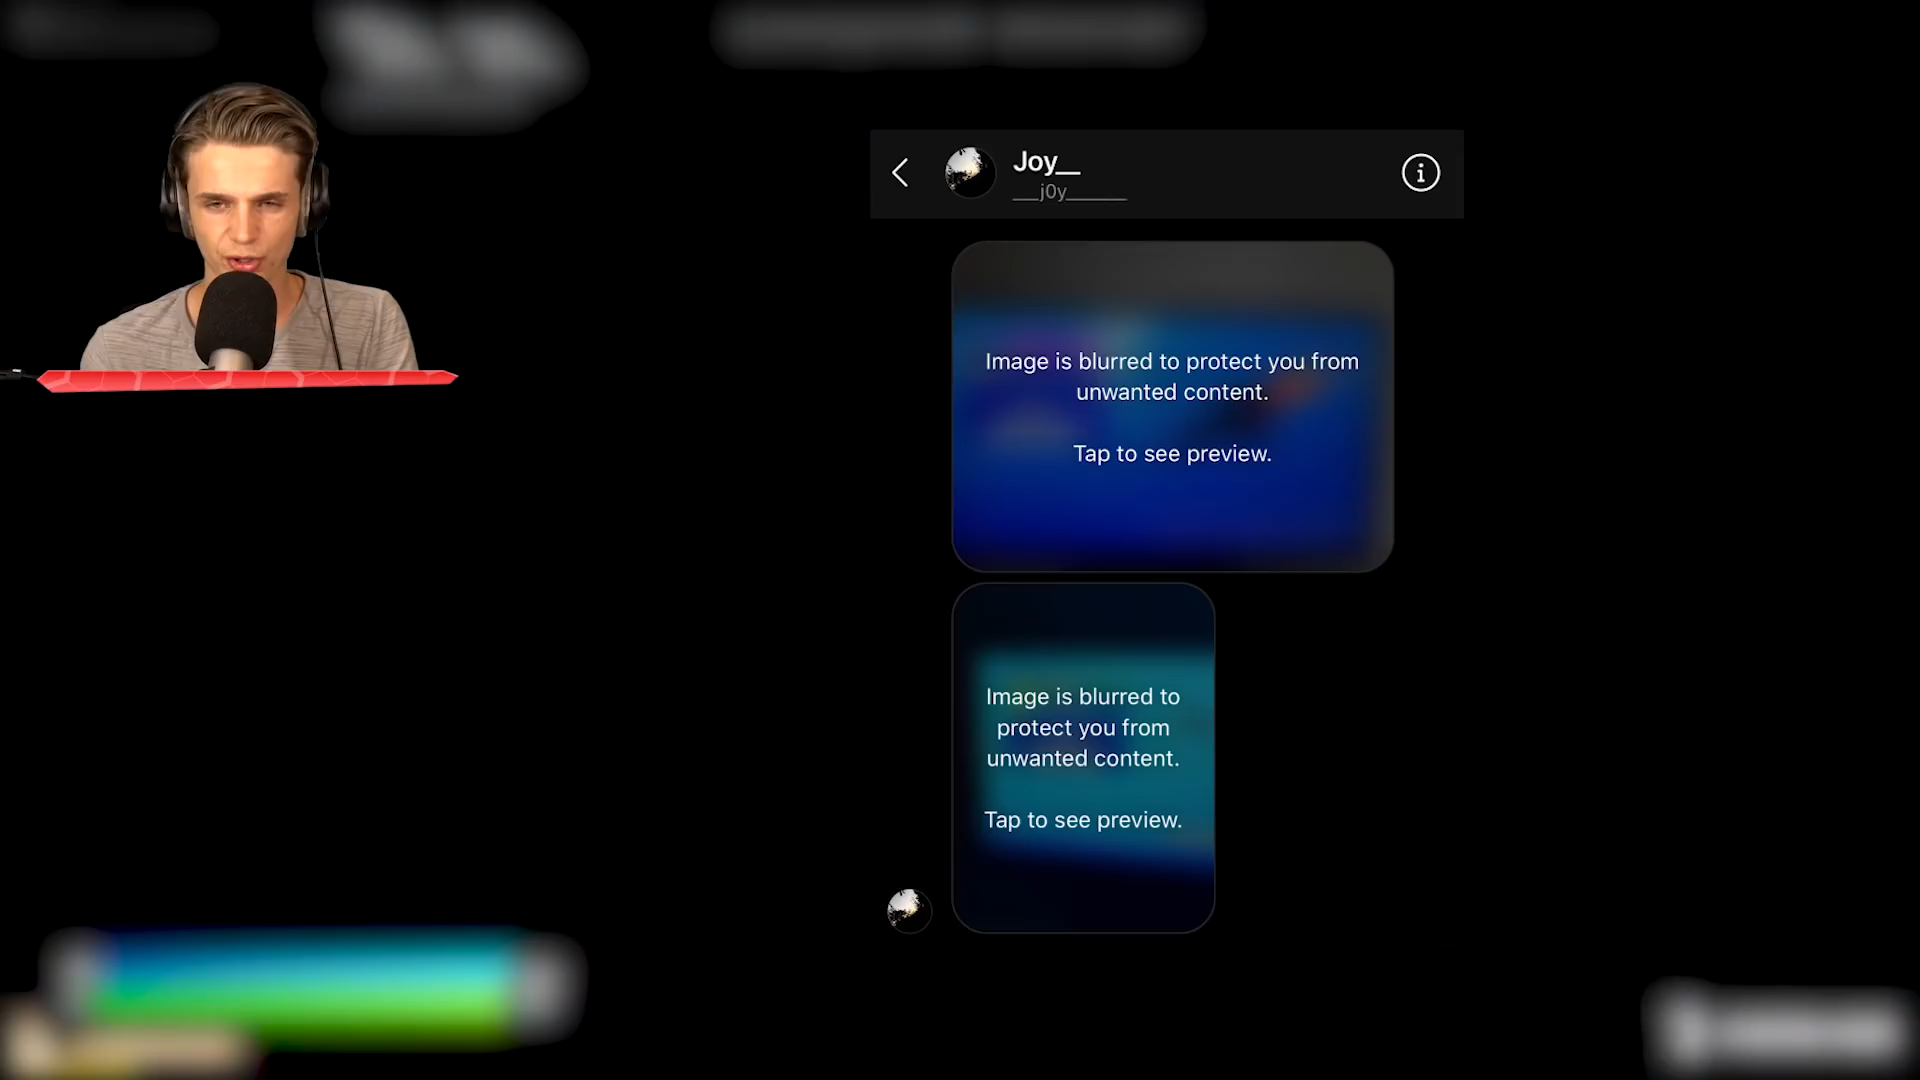 Joy__
___j0y_______
Image is blurred to protect you from
unwanted content.
Tap to see preview.
Image is blurred to
protect you from
unwanted content.
Tap to see preview.